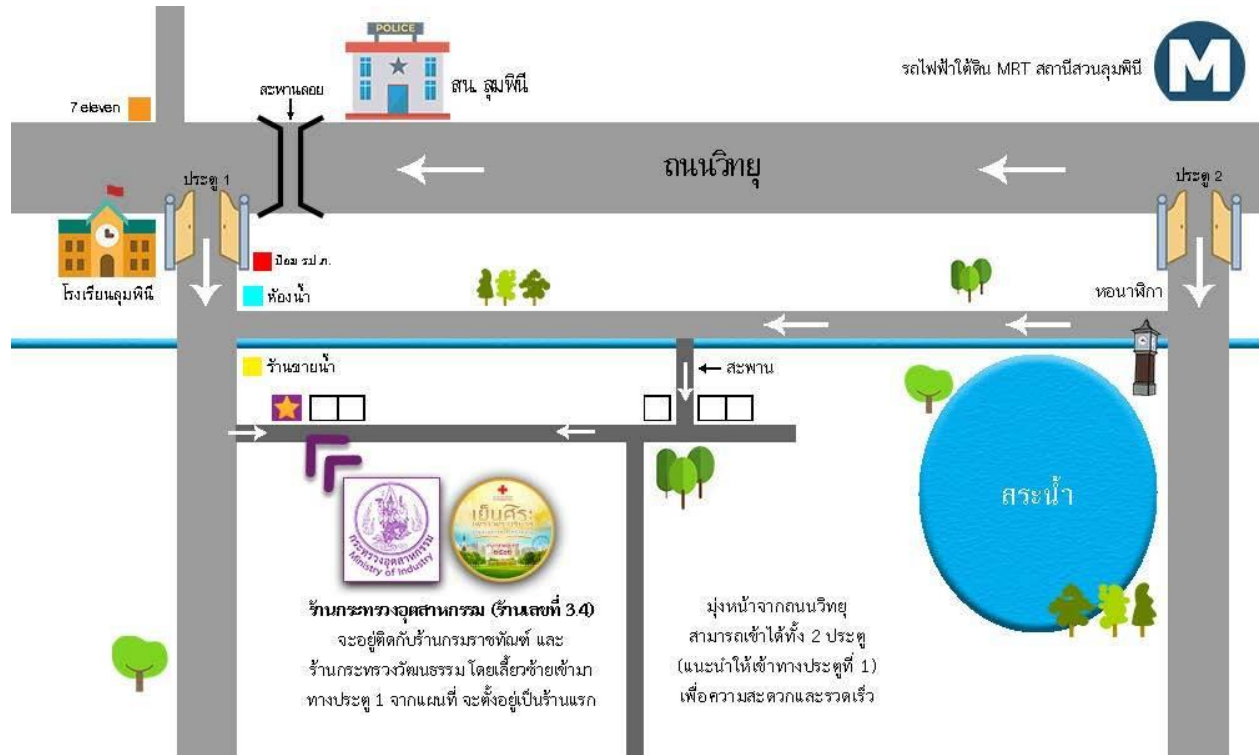 POLICE
สน. ลุมพินี
รถไฟฟ้าใต้ดิน MRT สถานีสวนลุมพินี
M
7 eleven
สะพานลอย
ถนนวิทยุ
ประตู 1
ประตู 2
โรงเรียนลุมพินี
ป้อม รป ภ.
ห้องน้ำ
หอนาฬิกา
ร้านขายน้ำ
สะพาน
สระน้ำ
กระทรวงอุตสาหกรรม
Ministry of Industry
เย็นศิระ
ร้านกระทรวงอุตสาหกรรม (ร้านเลขที่ 3.4)
จะอยู่ติดกับร้านกรมราชทัณฑ์ และ
ร้านกระทรวงวัฒนธรรม โดยเลี้ยวซ้ายเข้ามา
ทางประตู 1 จากแผนที่ จะตั้งอยู่เป็นร้านแรก
มุ่งหน้าจากถนนวิทยุ
สามารถเข้าได้ทั้ง 2 ประตู
(แนะนำให้เข้าทางประตูที่ 1)
เพื่อความสะดวกและรวดเร็ว